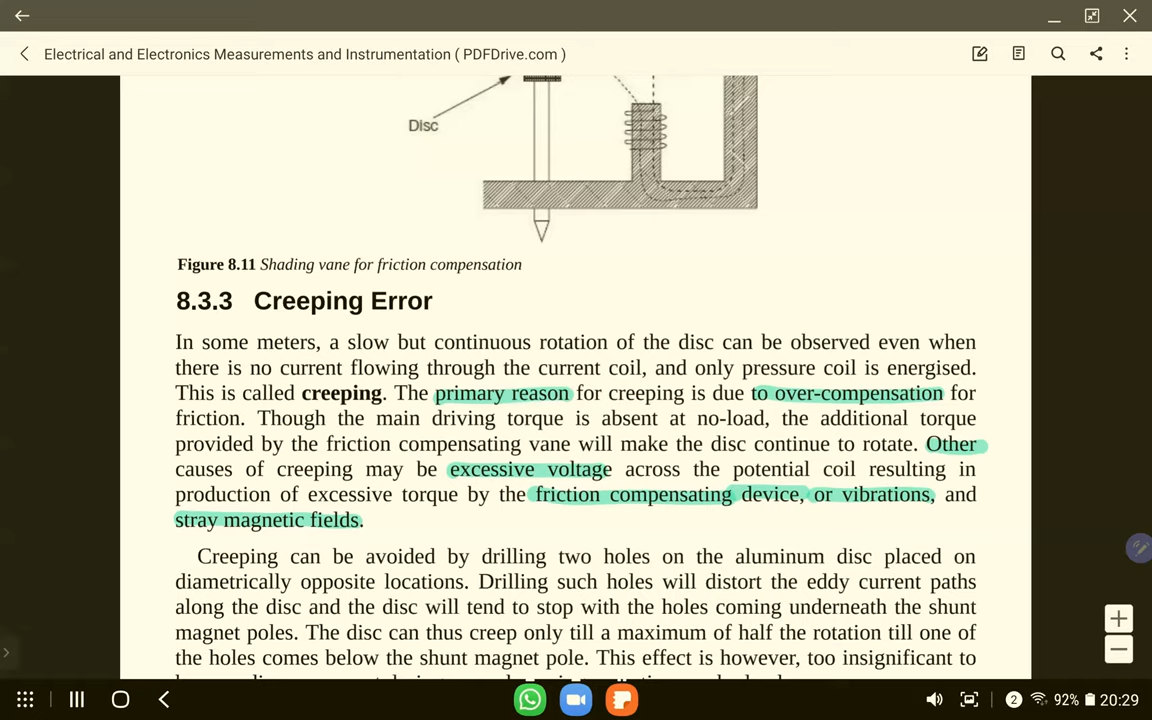 Electrical and Electronics Measurements and Instrumentation ( PDFDrive.com )
Disc
Figure 8.11 Shading vane for friction compensation
8.3.3 Creeping Error
In some meters, a slow but continuous rotation of the disc can be observed even when
there is no current flowing through the current coil, and only pressure coil is energised.
This is called creeping. The primary reason for creeping is due to over-compensation for
friction. Though the main driving torque is absent at no-load, the additional torque
provided by the friction compensating vane will make the disc continue to rotate. Other
causes of creeping may be excessive voltage across the potential coil resulting in
production of excessive torque by the friction compensating device, or vibrations, and
stray magnetic fields.
Creeping can be avoided by drilling two holes on the aluminum disc placed on
diametrically opposite locations. Drilling such holes will distort the eddy current paths
along the disc and the disc will tend to stop with the holes coming underneath the shunt
magnet poles. The disc can thus creep only till a maximum of half the rotation till one of
the holes comes below the shunt magnet pole. This effect is however, too insignificant to
2 92% 20:29